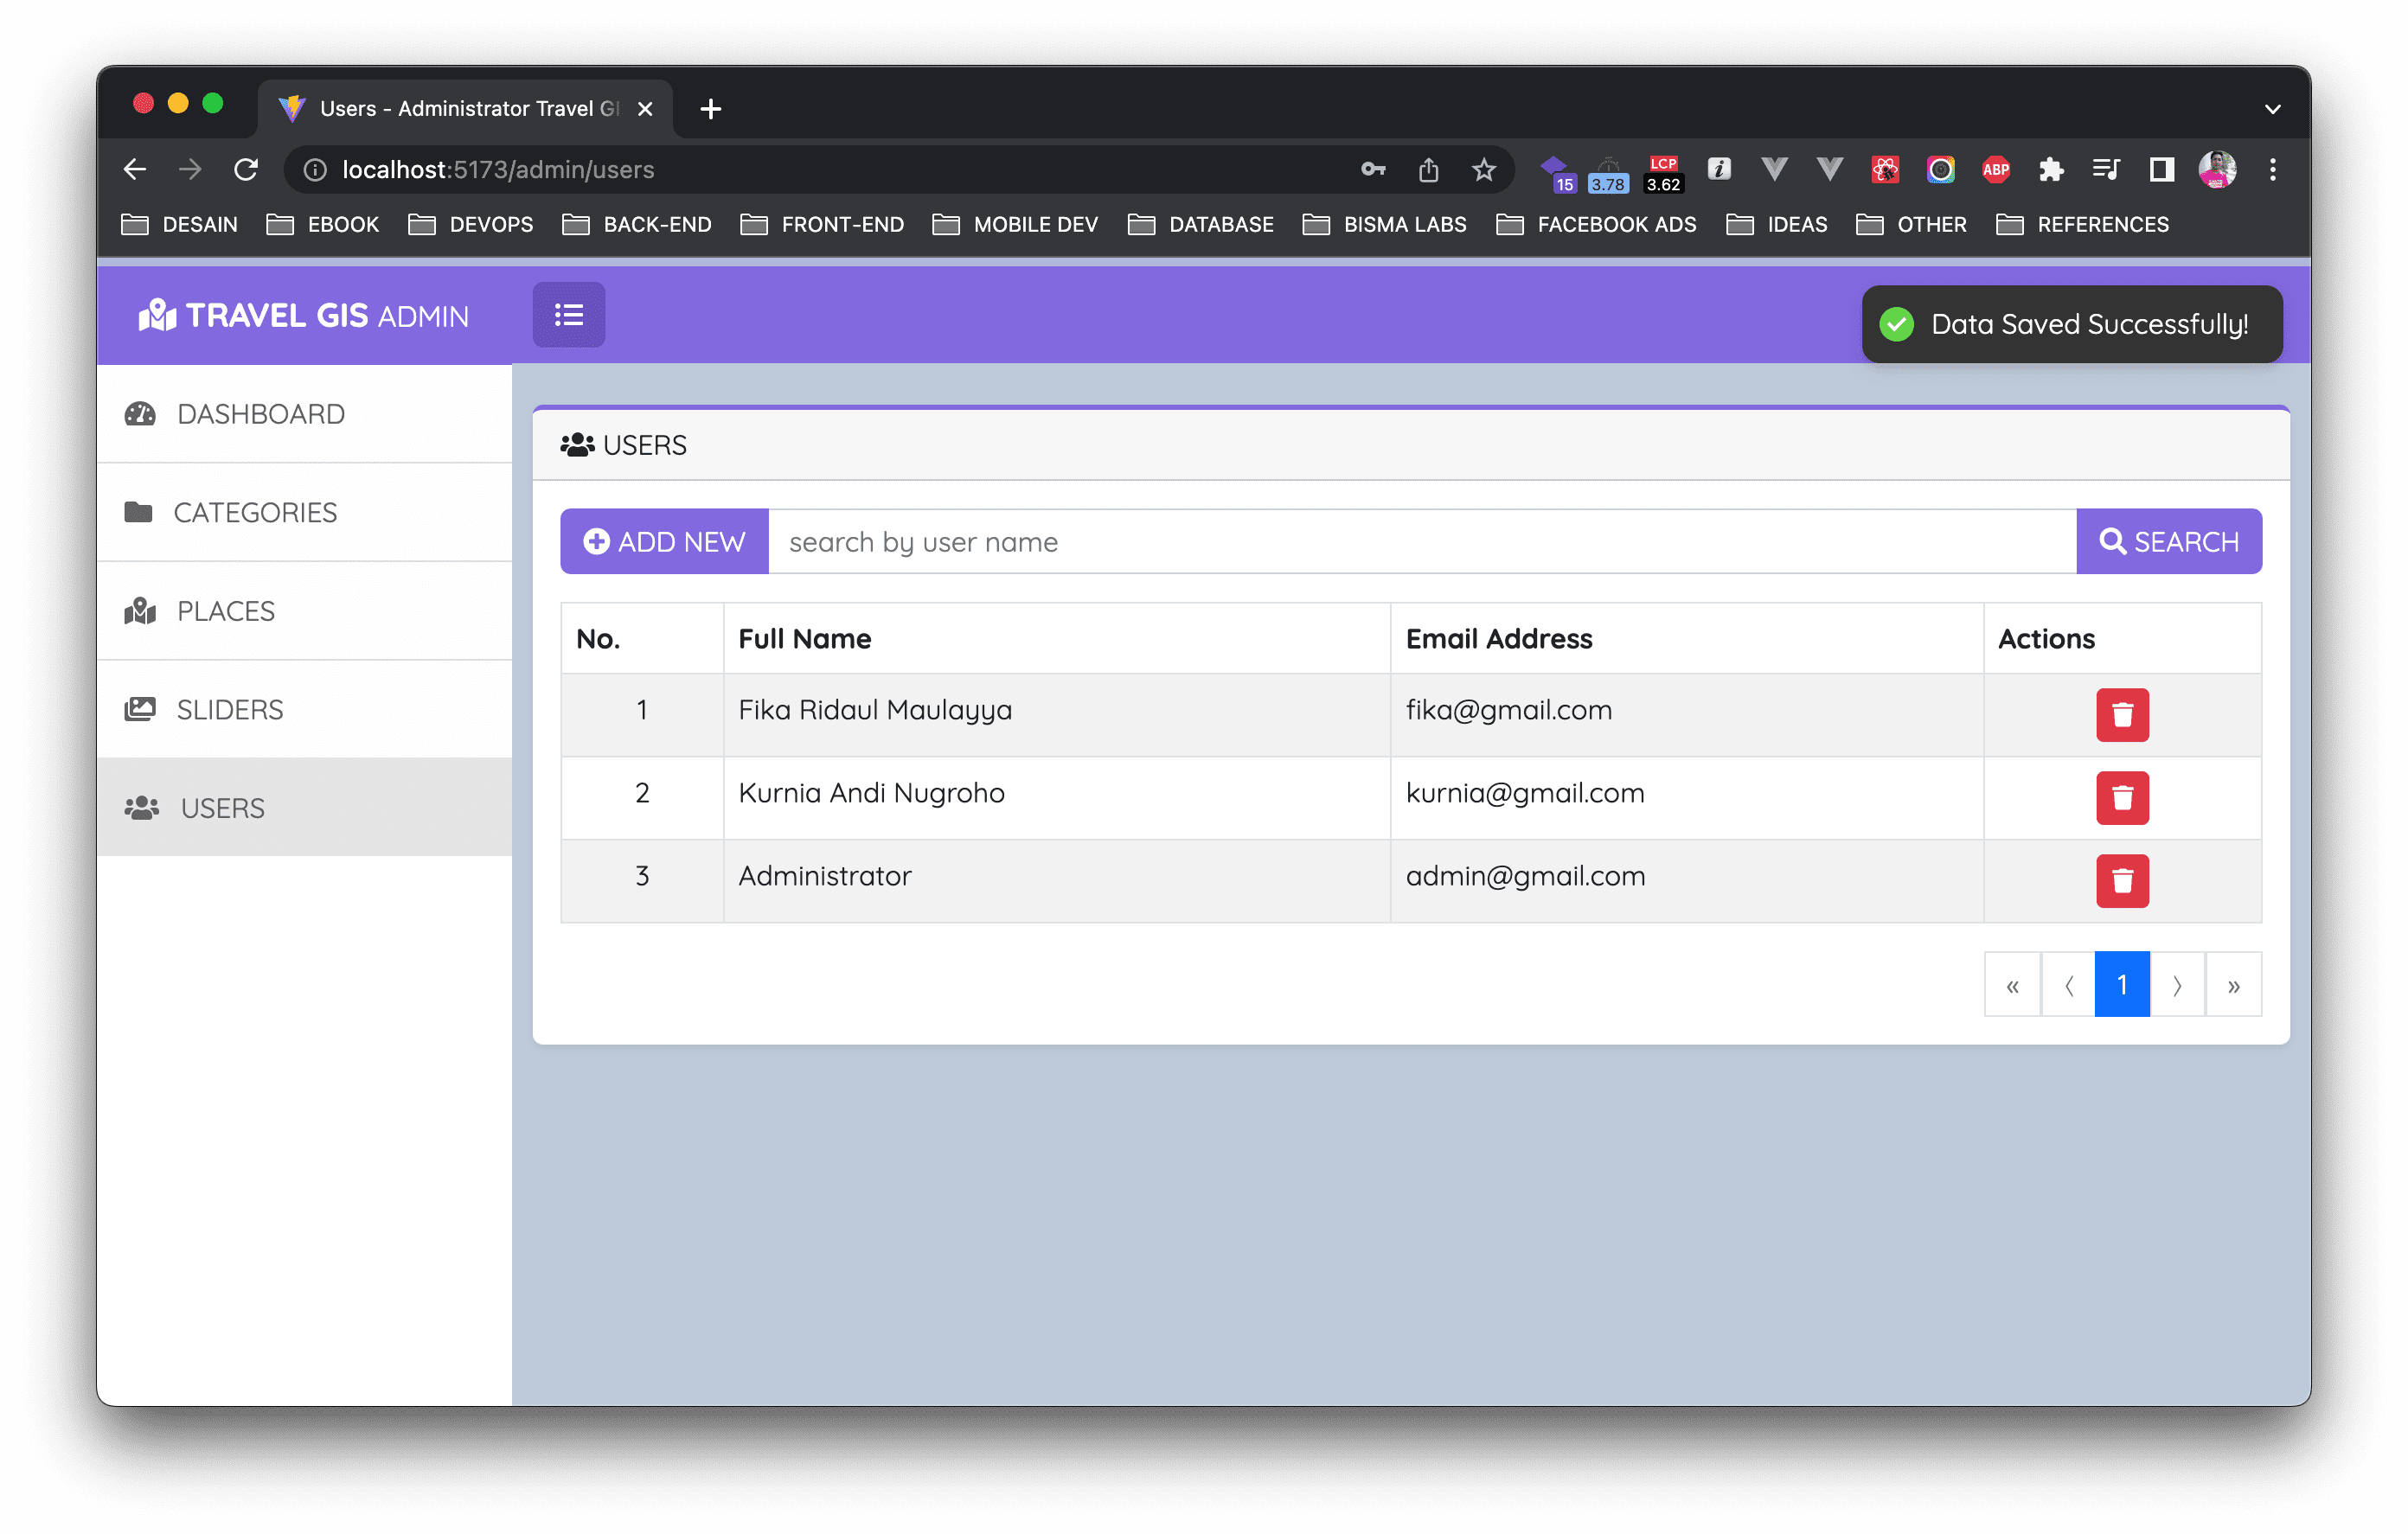 Users - Administrator Travel GI
localhost:5173/admin/users
15
3.78
LCP
3.62
ABP
DESAIN EBOOK DEVOPS BACK-END FRONT-END MOBILE DEV DATABASE BISMA LABS FACEBOOK ADS IDEAS OTHER REFERENCES
TRAVEL GIS ADMIN
Data Saved Successfully!
DASHBOARD
CATEGORIES
PLACES
SLIDERS
USERS
USERS
ADD NEW search by user name SEARCH
No. Full Name Email Address Actions
1 Fika Ridaul Maulayya fika@gmail.com
2 Kurnia Andi Nugroho kurnia@gmail.com
3 Administrator admin@gmail.com
« ‹ 1 › »